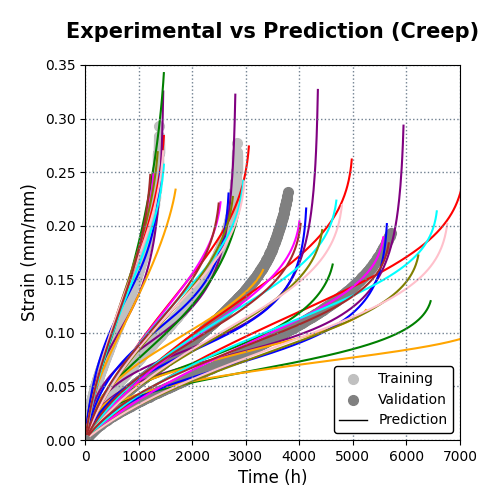 Experimental vs Prediction (Creep)
0.35
0.30
0.25
0.20
0.15
0.10
0.05
0.00
Strain (mm/mm)
Training
Validation
Prediction
0 1000 2000 3000 4000 5000 6000 7000
Time (h)